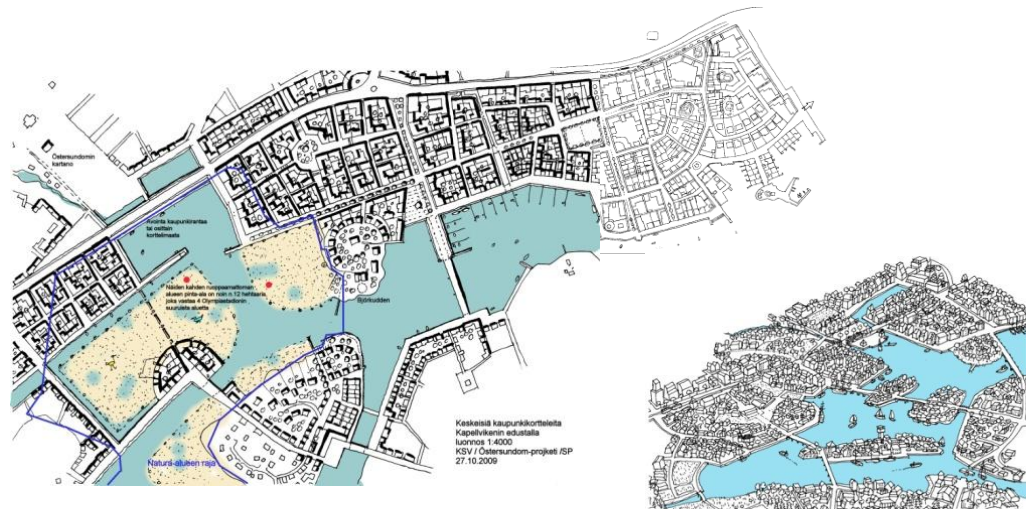 Östersundomin
kartano
Avointa kaupunkirantaa
tai osittain
korttelimaata
Näiden kahden ruoppaamattoman
alueen pinta-ala on noin n.12 hehtaaria,
joka vastaa 4 Olympiastadionin
suuruista aluetta
Björkudden
Keskeisiä kaupunkikortteleita
Kapellvikenin edustalla
luonnos 1:4000
KSV / Östersundom-projketi /SP
27.10.2009
Natura-alueen raja